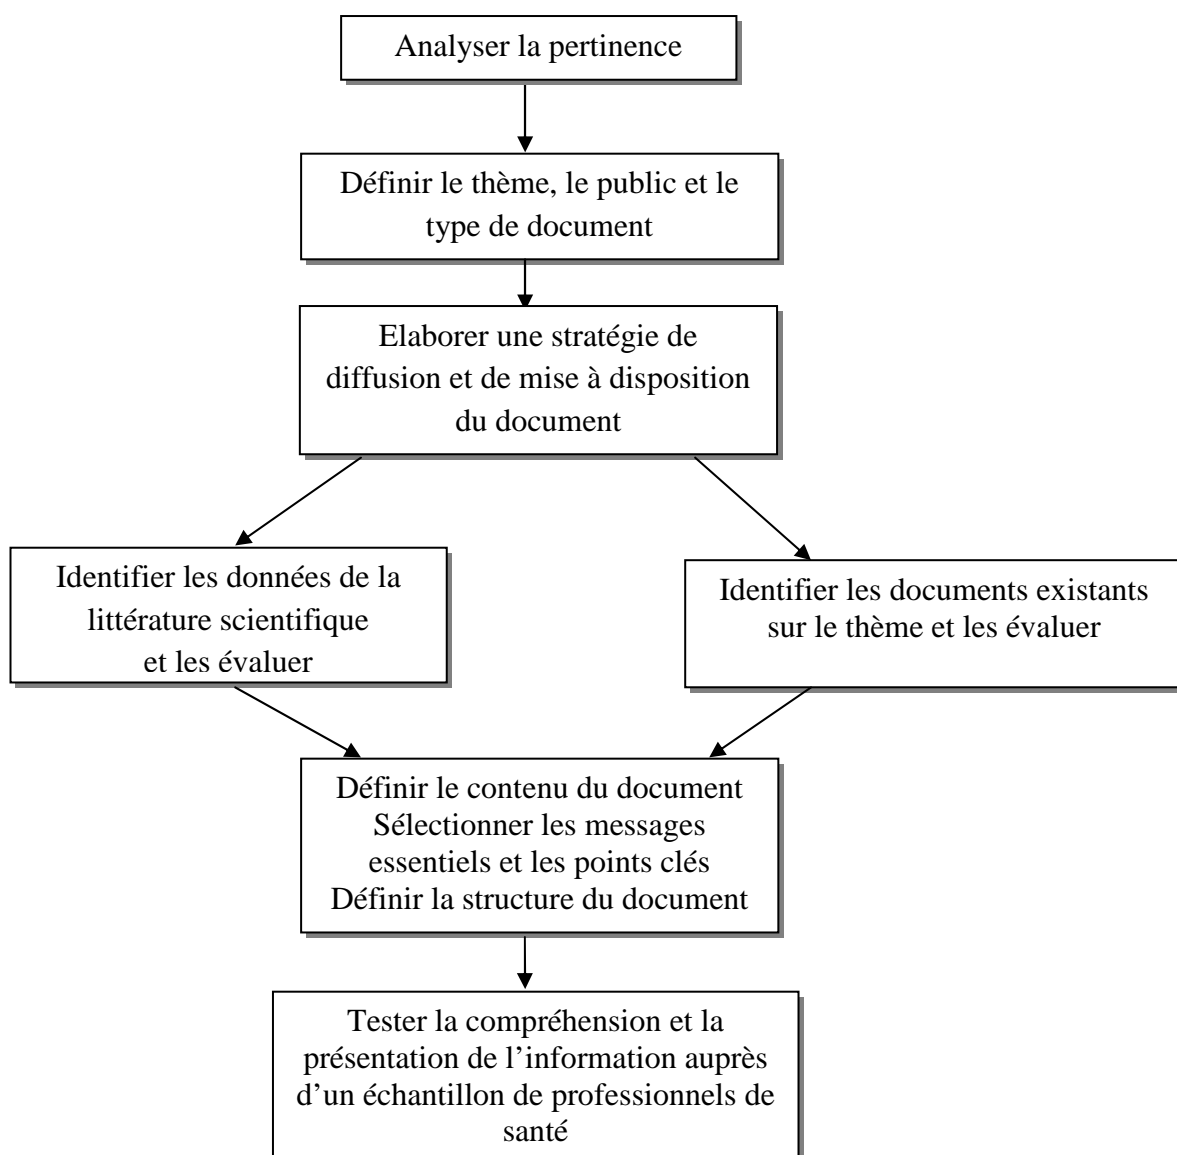 Analyser la pertinence
Définir le thème, le public et le
type de document
Elaborer une stratégie de
diffusion et de mise à disposition
du document
Identifier les données de la
littérature scientifique
et les évaluer
Identifier les documents existants
sur le thème et les évaluer
Définir le contenu du document
Sélectionner les messages
essentiels et les points clés
Définir la structure du document
Tester la compréhension et la
présentation de l’information auprès
d’un échantillon de professionnels de
santé